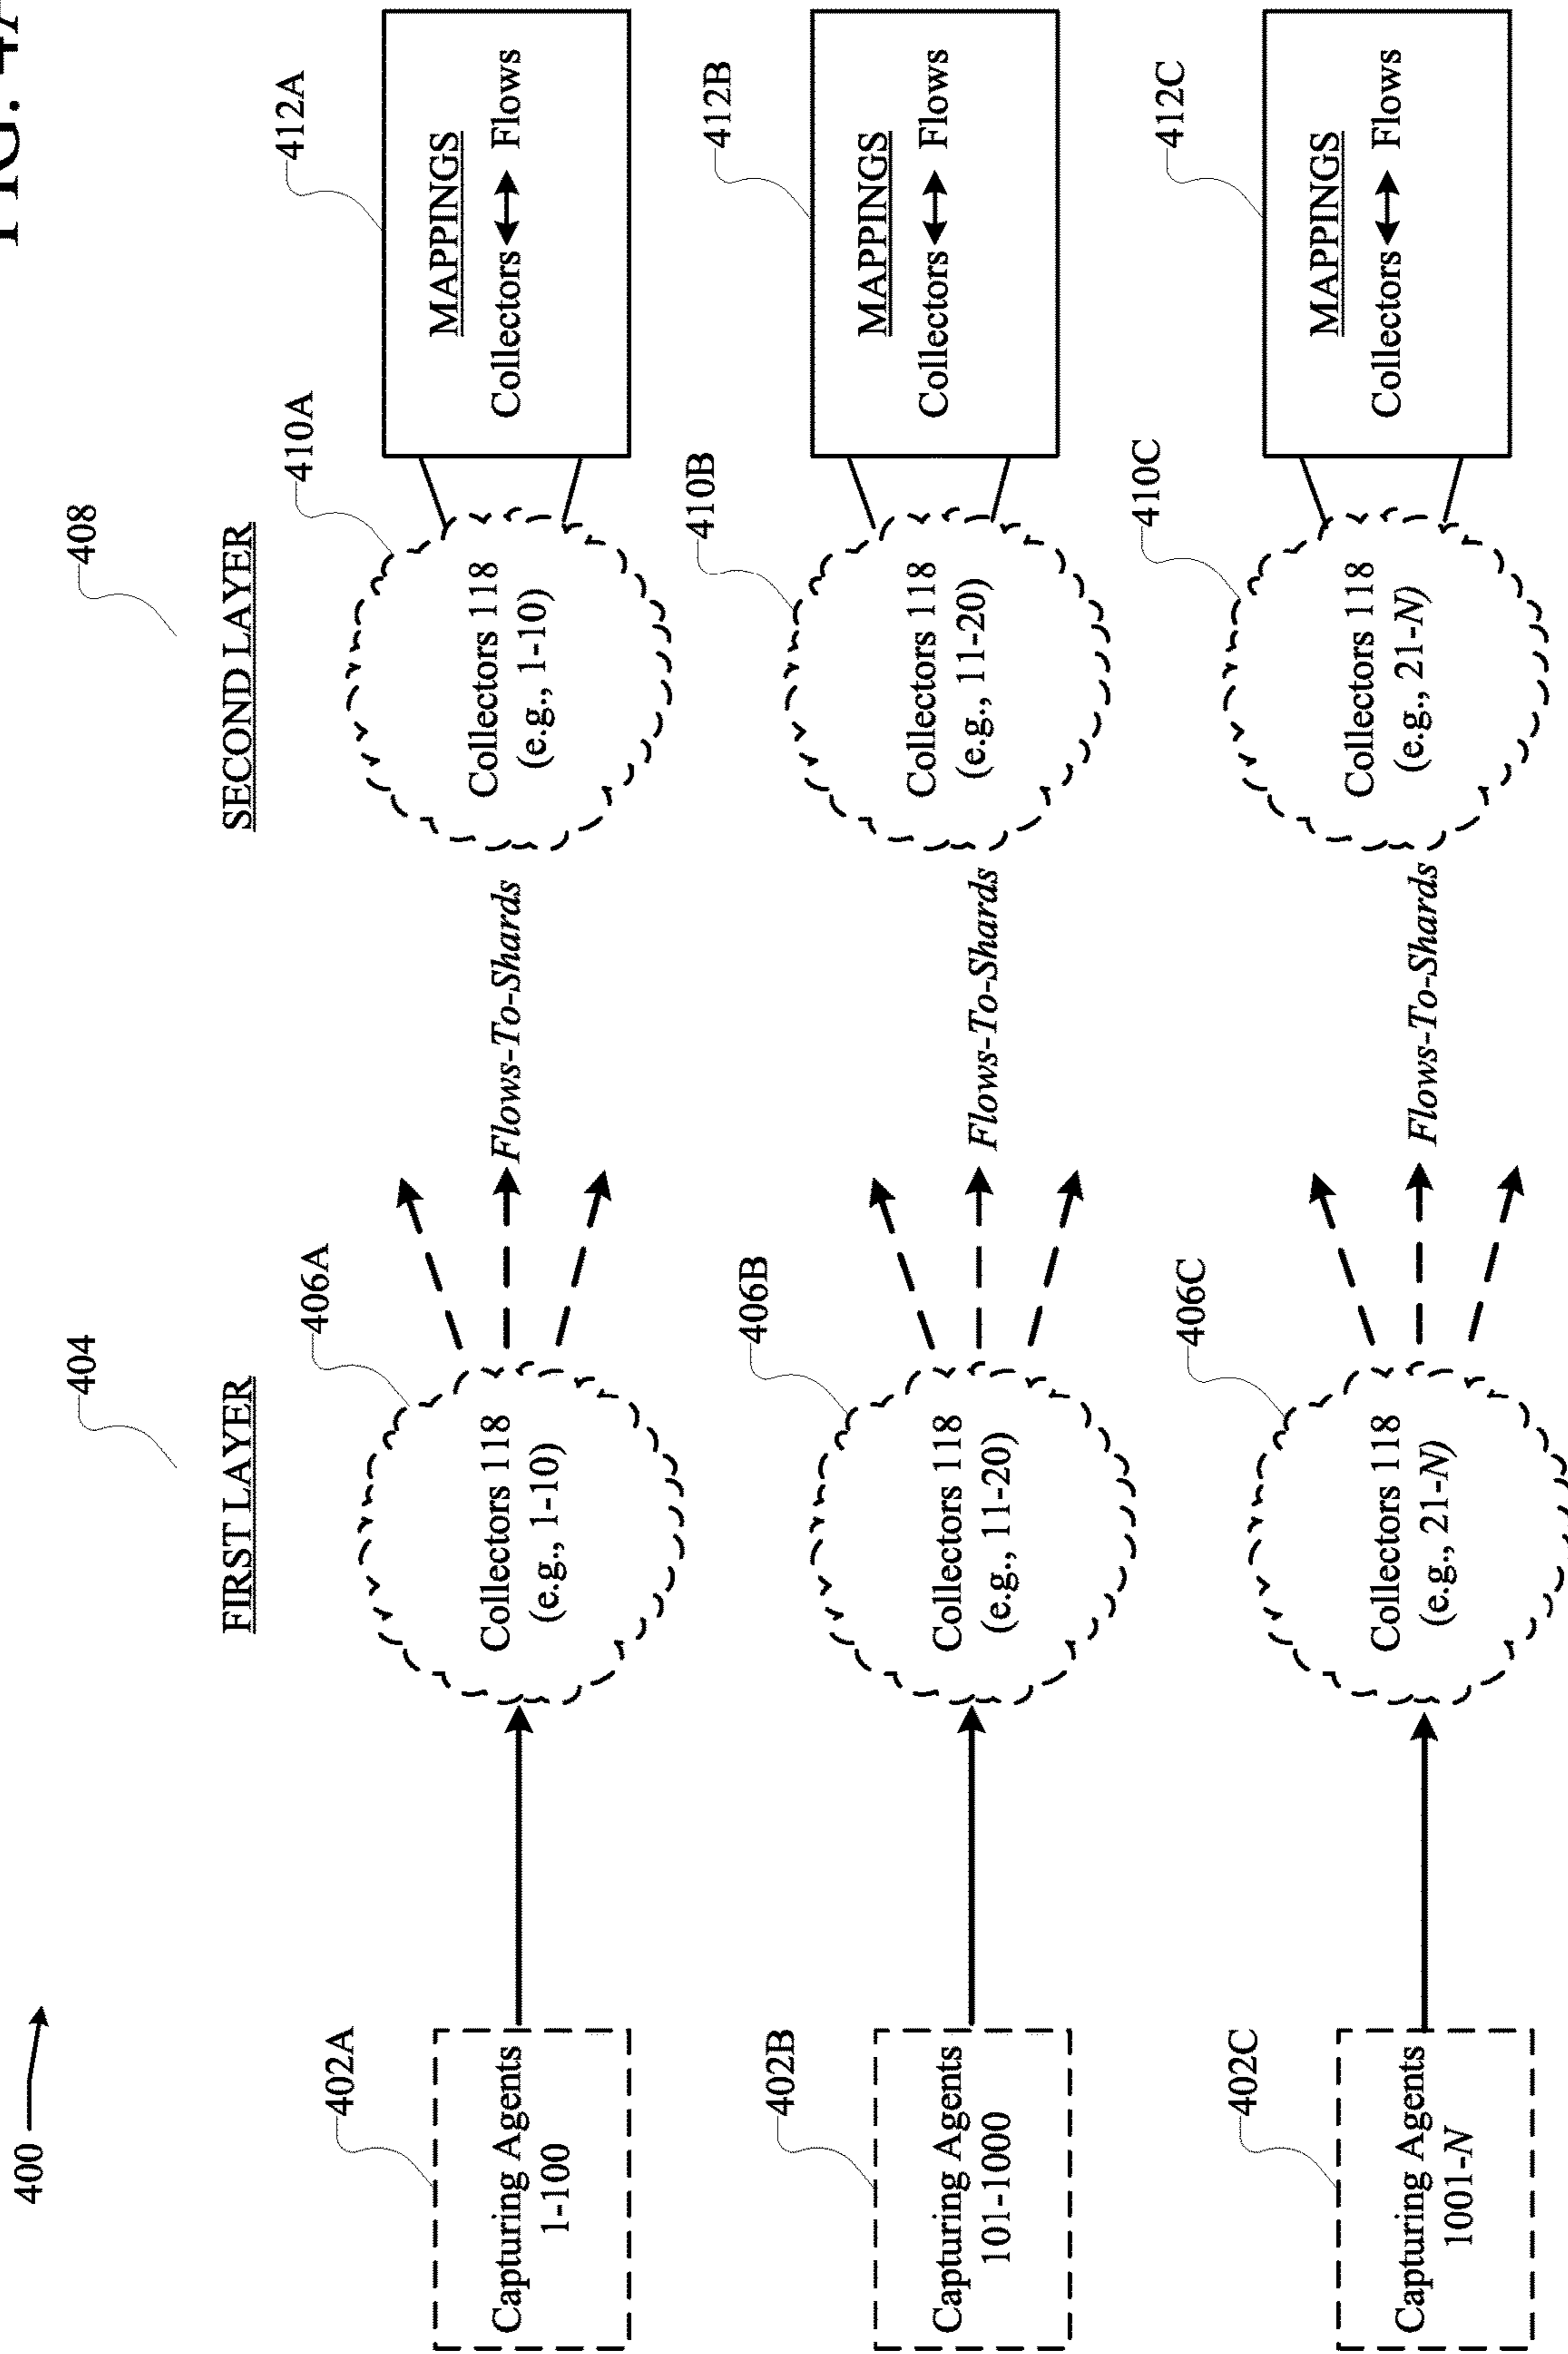 FIG. 4A
400
404
408
FIRST LAYER
SECOND LAYER
402A
406A
410A
412A
Capturing Agents
1-100
Collectors 118
(e.g., 1-10)
Flows-To-Shards
Collectors 118
(e.g., 1-10)
MAPPINGS
Collectors Flows
402B
406B
410B
412B
Capturing Agents
101-1000
Collectors 118
(e.g., 11-20)
Flows-To-Shards
Collectors 118
(e.g., 11-20)
MAPPINGS
Collectors Flows
402C
406C
410C
412C
Capturing Agents
1001-N
Collectors 118
(e.g., 21-N)
Flows-To-Shards
Collectors 118
(e.g., 21-N)
MAPPINGS
Collectors Flows